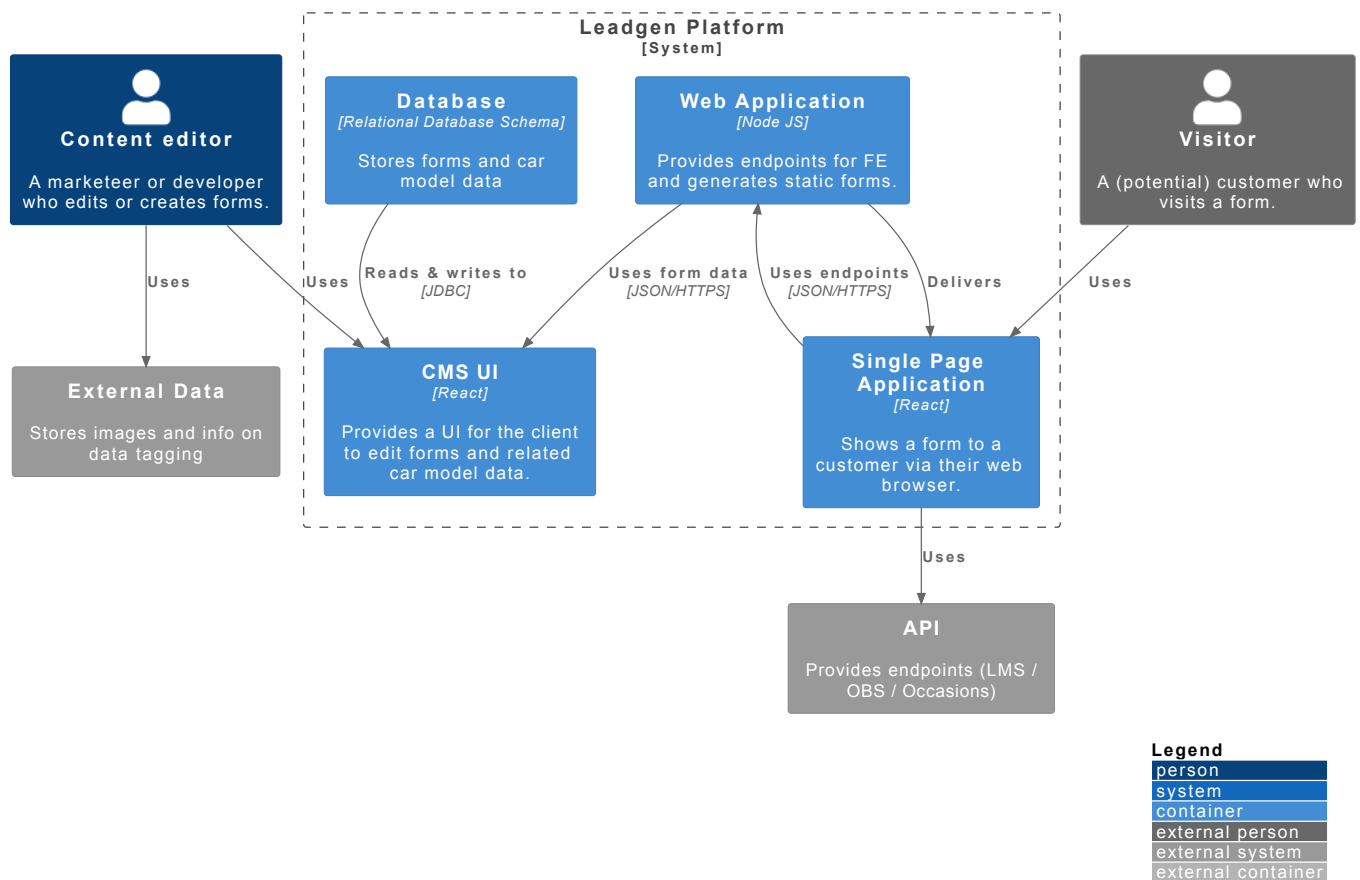 Leadgen Platform
[System]
Content editor
A marketeer or developer
who edits or creates forms.
Database
[Relational Database Schema]
Stores forms and car
model data
Web Application
[Node JS]
Provides endpoints for FE
and generates static forms.
Visitor
A (potential) customer who
visits a form.
Uses
Uses
Reads & writes to
[JDBC]
Uses form data
[JSON/HTTPS]
Uses endpoints
[JSON/HTTPS]
Delivers
Uses
External Data
Stores images and info on
data tagging
CMS UI
[React]
Provides a UI for the client
to edit forms and related
car model data.
Single Page
Application
[React]
Shows a form to a
customer via their web
browser.
Uses
API
Provides endpoints (LMS /
OBS / Occasions)
Legend
person
system
container
external person
external system
external container